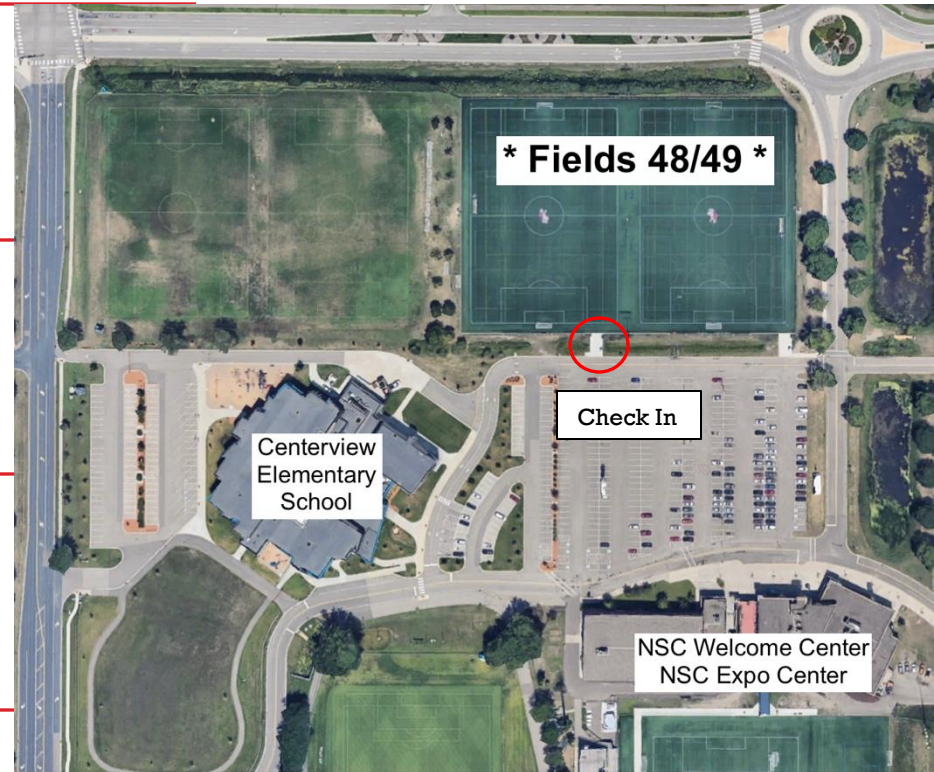 * Fields 48/49 *
Check In
Centerview
Elementary
School
NSC Welcome Center
NSC Expo Center